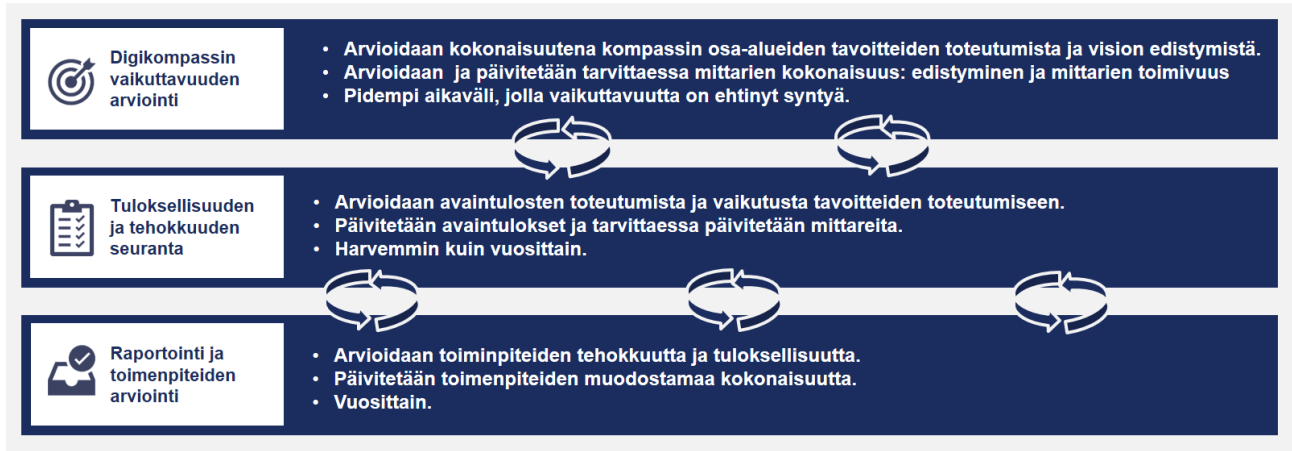 Digikompassin
vaikuttavuuden
arviointi
• Arvioidaan kokonaisuutena kompassin osa-alueiden tavoitteiden toteutumista ja vision edistymistä.
• Arvioidaan ja päivitetään tarvittaessa mittarien kokonaisuus: edistyminen ja mittarien toimivuus
• Pidempi aikaväli, jolla vaikuttavuutta on ehtinyt syntyä.
Tuloksellisuuden
ja tehokkuuden
seuranta
• Arvioidaan avaintulosten toteutumista ja vaikutusta tavoitteiden toteutumiseen.
• Päivitetään avaintulokset ja tarvittaessa päivitetään mittareita.
• Harvemmin kuin vuosittain.
Raportointi ja
toimenpiteiden
arviointi
• Arvioidaan toiminpiteiden tehokkuutta ja tuloksellisuutta.
• Päivitetään toimenpiteiden muodostamaa kokonaisuutta.
• Vuosittain.